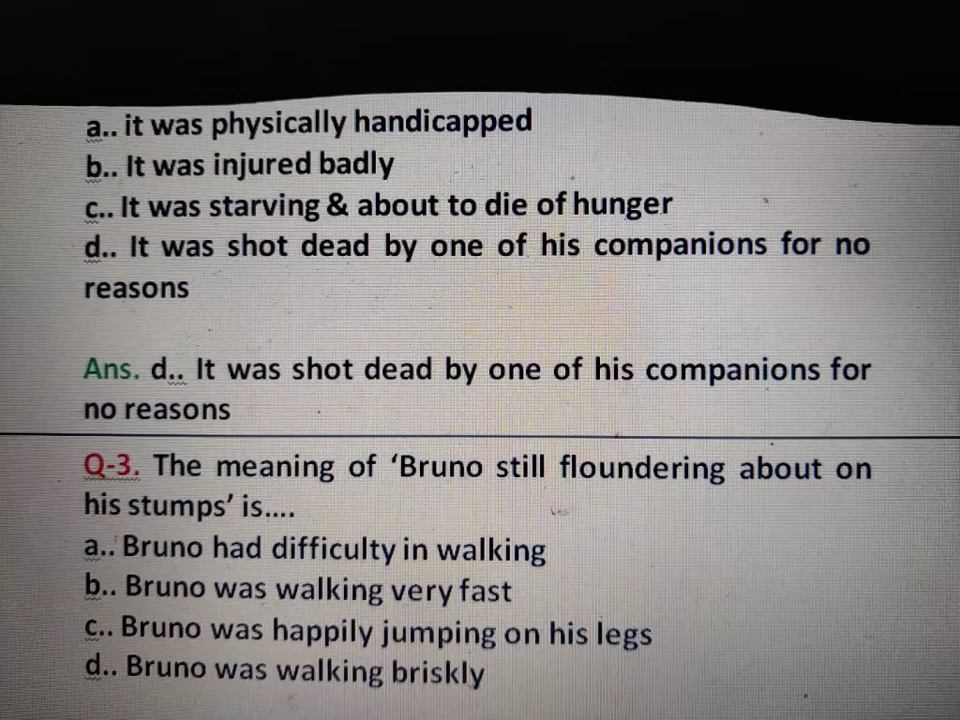 a.. it was physically handicapped
b.. It was injured badly
c.. It was starving & about to die of hunger
d.. It was shot dead by one of his companions for no
reasons
Ans. d.. It was shot dead by one of his companions for
no reasons
Q-3. The meaning of ‘Bruno still floundering about on
his stumps’ is....
a.. Bruno had difficulty in walking
b.. Bruno was walking very fast
c.. Bruno was happily jumping on his legs
d.. Bruno was walking briskly